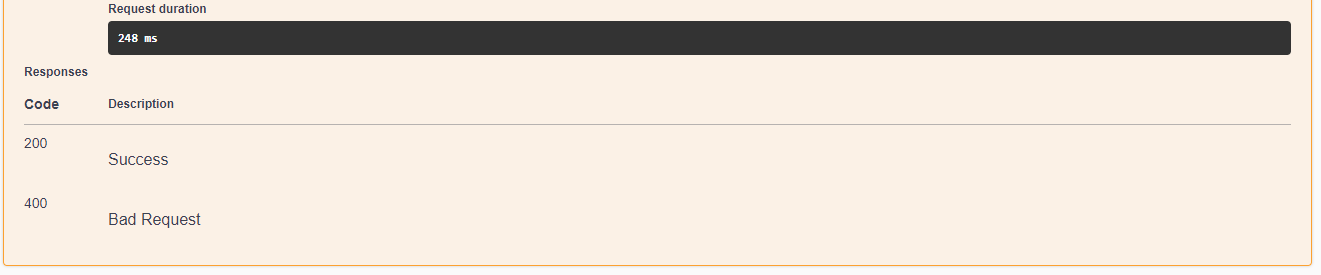 Request duration
248 ms
Responses
Code Description
200
Success
400
Bad Request